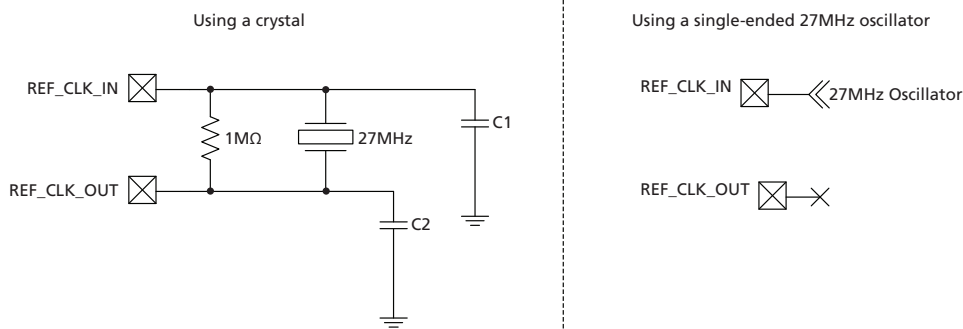 Using a crystal
REF_CLK_IN
1MΩ
27MHz
C1
REF_CLK_OUT
C2
Using a single-ended 27MHz oscillator
REF_CLK_IN
27MHz Oscillator
REF_CLK_OUT